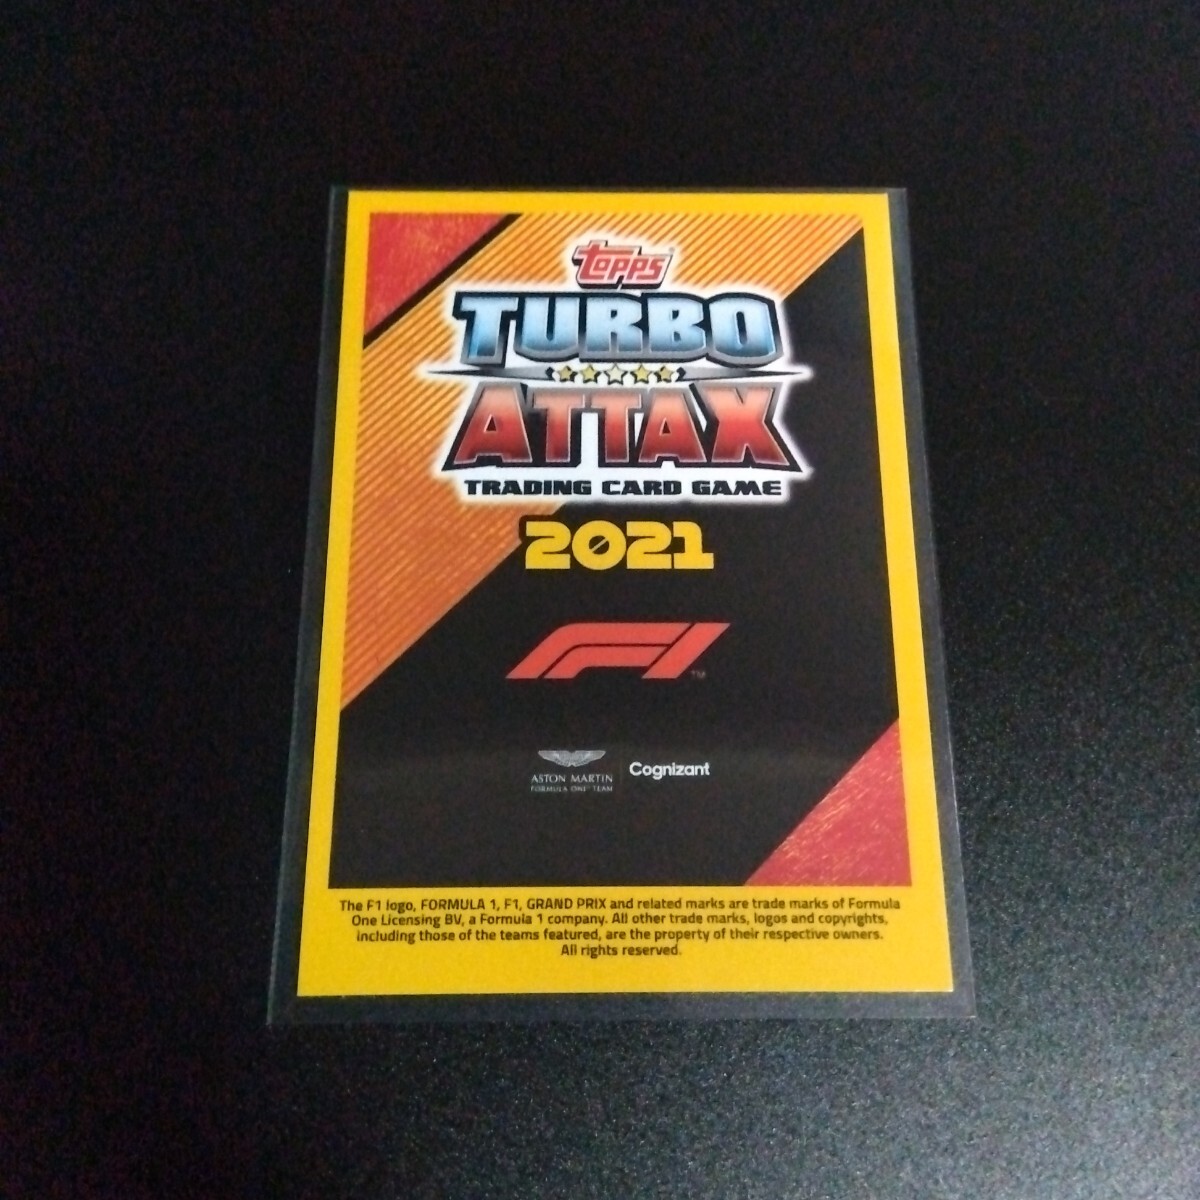 Topps
TURBO
ATTAX
TRADING CARD GAME
2021
F1 ™
ASTON MARTIN
FORMULA ONE™ TEAM
Cognizant
The F1 logo, FORMULA 1, F1, GRAND PRIX and related marks are trade marks of Formula
One Licensing BV, a Formula 1 company. All other trade marks, logos and copyrights,
including those of the teams featured, are the property of their respective owners.
All rights reserved.